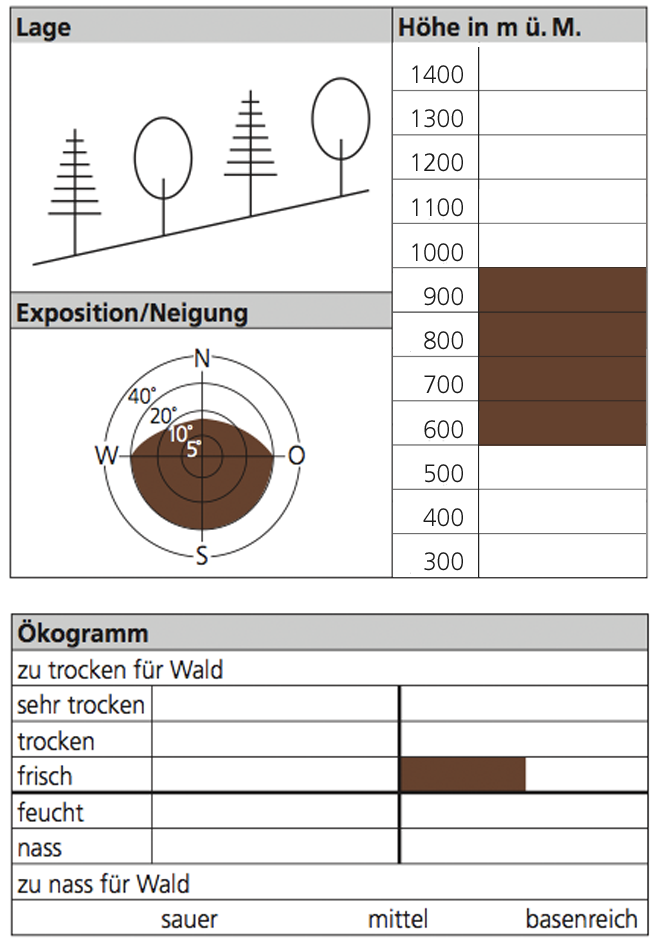 Lage
Höhe in m ü. M.
1400
1300
1200
1100
1000
900
800
700
600
500
400
300
Exposition/Neigung
N
40°
20°
10°
5°
W
O
S
Ökogramm
zu trocken für Wald
sehr trocken
trocken
frisch
feucht
nass
zu nass für Wald
sauer mittel basenreich